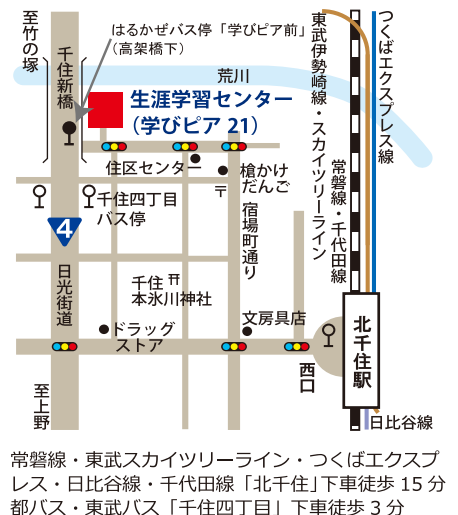 至竹の塚
はるかぜバス停「学びピア前」
（高架橋下）
千住新橋
荒川
東武伊勢崎線・スカイツリーライン
つくばエクスプレス線
生涯学習センター
（学びピア 21）
常磐線・千代田線
住区センター
槍かけ
だんご
〒
千住四丁目
バス停
宿場町通り
4
日光街道
千住
本氷川神社
文房具店
ドラッグ
ストア
北千住駅
西口
至上野
日比谷線
常磐線・東武スカイツリーライン・つくばエクスプ
レス・日比谷線・千代田線「北千住」下車徒歩 15 分
都バス・東武バス「千住四丁目」下車徒歩 3 分